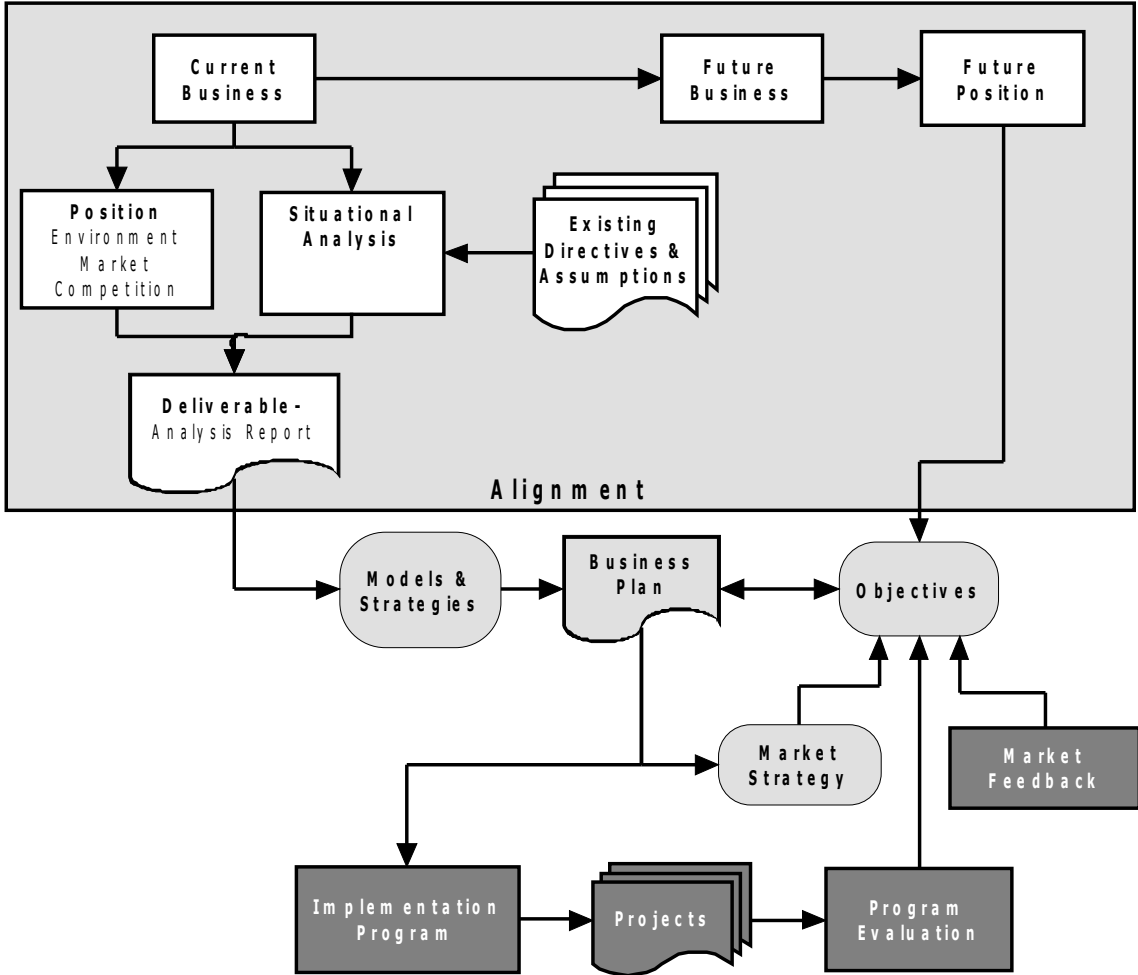 Current
Business
Future
Business
Future
Position
Position
Environment
Market
Competition
Situational
Analysis
Existing
Directives &
Assumptions
Deliverable-
Analysis Report
Alignment
Models &
Strategies
Business
Plan
Objectives
Market
Strategy
Market
Feedback
Implementation
Program
Projects
Program
Evaluation